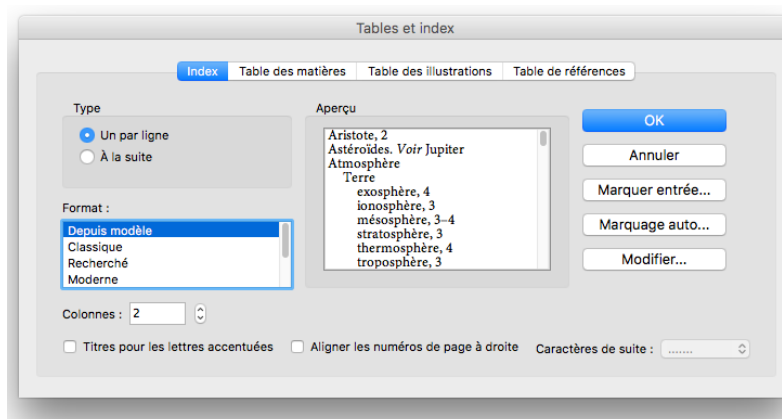 Tables et index
Index
Table des matières
Table des illustrations
Table de références
Type
Un par ligne
À la suite
Format :
Depuis modèle
Classique
Recherché
Moderne
Colonnes : 2
Aperçu
Aristote, 2
Astéroïdes. Voir Jupiter
Atmosphère
Terre
exosphère, 4
ionosphère, 3
mésosphère, 3–4
stratosphère, 3
thermosphère, 4
troposphère, 3
OK
Annuler
Marquer entrée...
Marquage auto...
Modifier...
Titres pour les lettres accentuées
Aligner les numéros de page à droite
Caractères de suite : .......